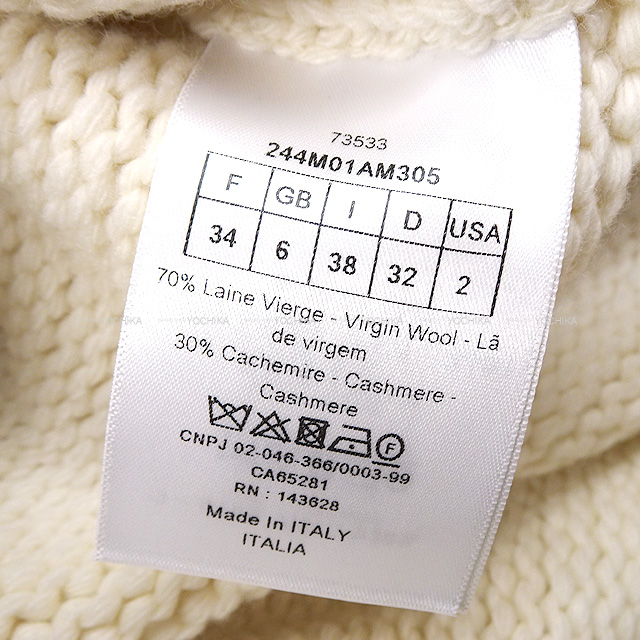 73533
244M01AM305
F GB I D USA
34 6 38 32 2
70% Laine Vierge - Virgin Wool - Lã
de virgem
30% Cachemire - Cashmere -
Cashmere
F
CNPJ 02-046-366/0003-99
CA65281
RN : 143628
Made In ITALY
ITALIA
YOCHIKA